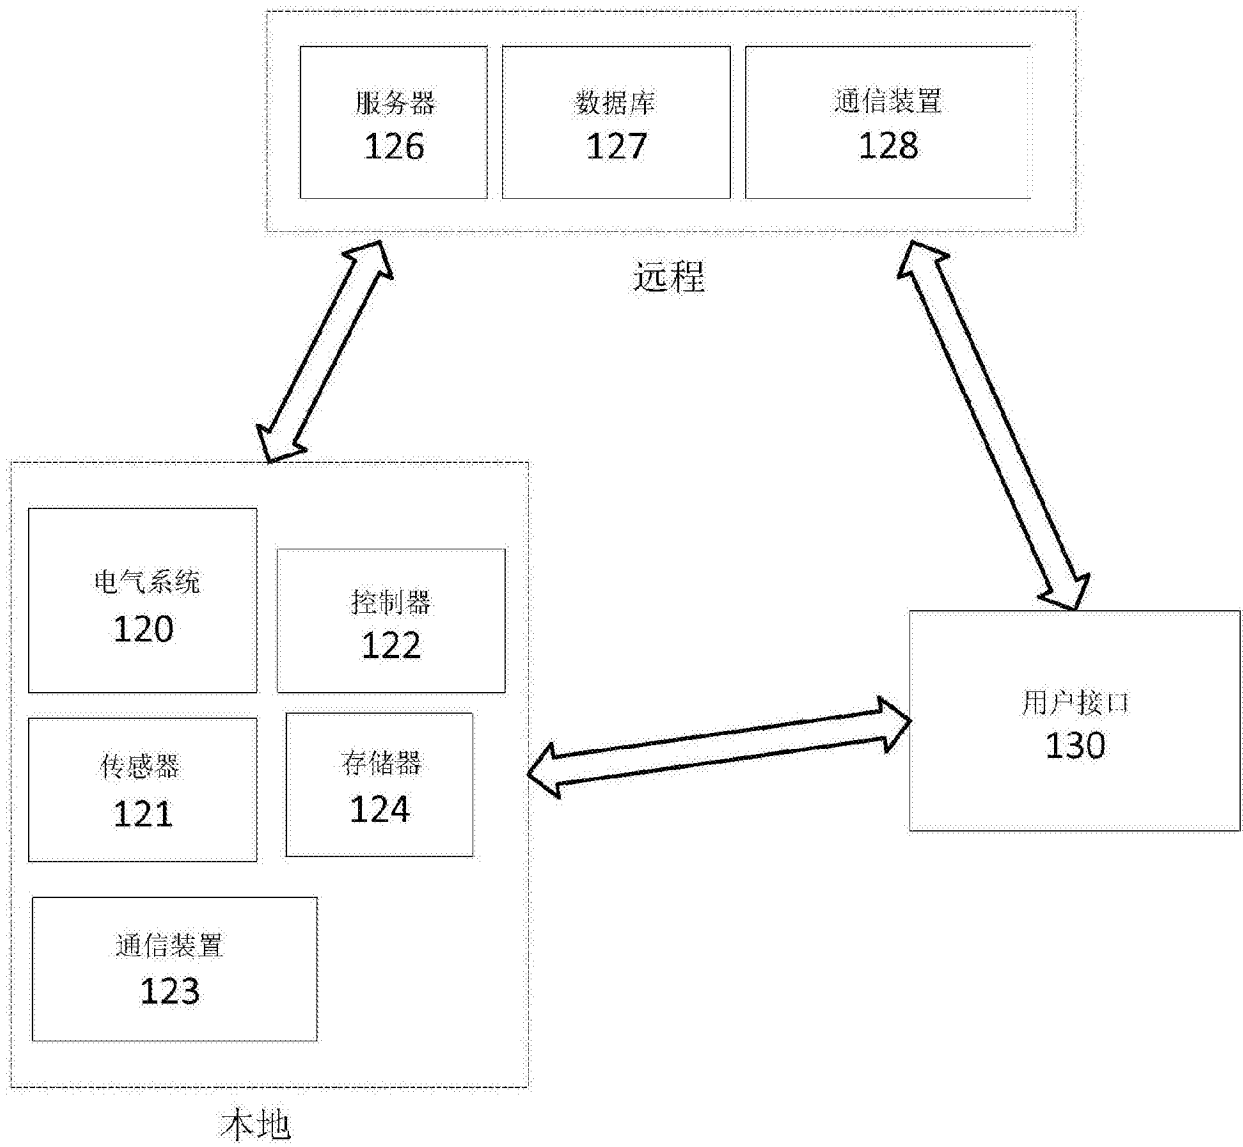 服务器
126
数据库
127
通信装置
128
远程
电气系统
120
控制器
122
传感器
121
存储器
124
通信装置
123
本地
用户接口
130